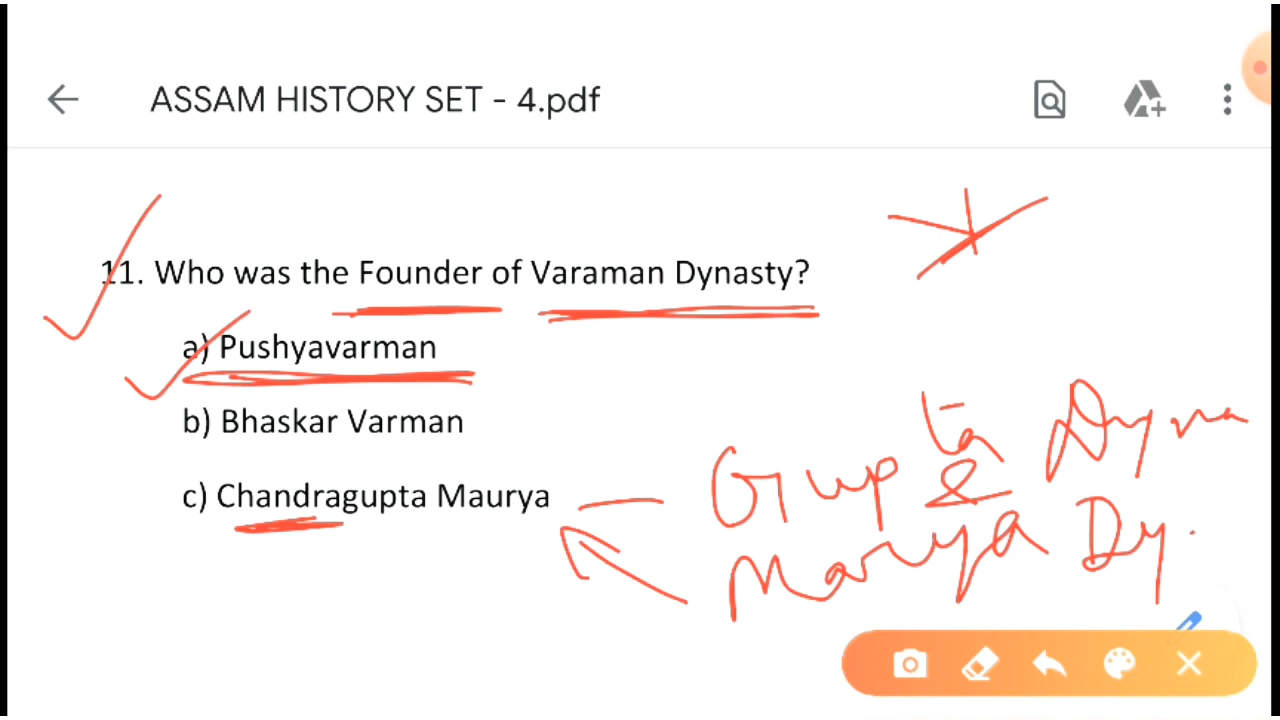 ASSAM HISTORY SET - 4.pdf
11. Who was the Founder of Varaman Dynasty?
a) Pushyavarman
b) Bhaskar Varman
c) Chandragupta Maurya
Gupta Dyna
&
Maurya Dy.